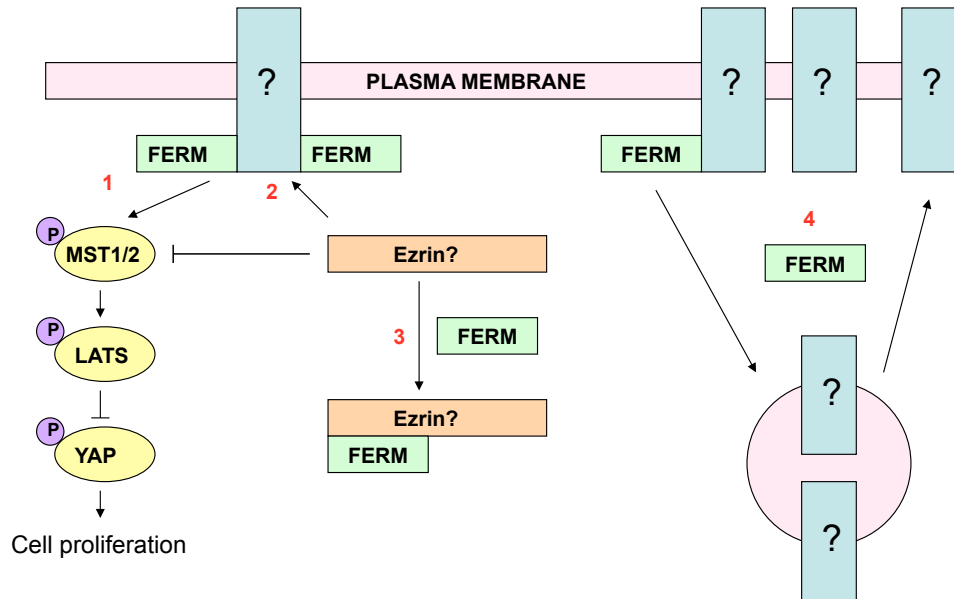 ?
?
?
?
PLASMA MEMBRANE
FERM
FERM
FERM
1
2
4
P
MST1/2
Ezrin?
FERM
P
LATS
3
FERM
?
P
YAP
Ezrin?
FERM
?
Cell proliferation